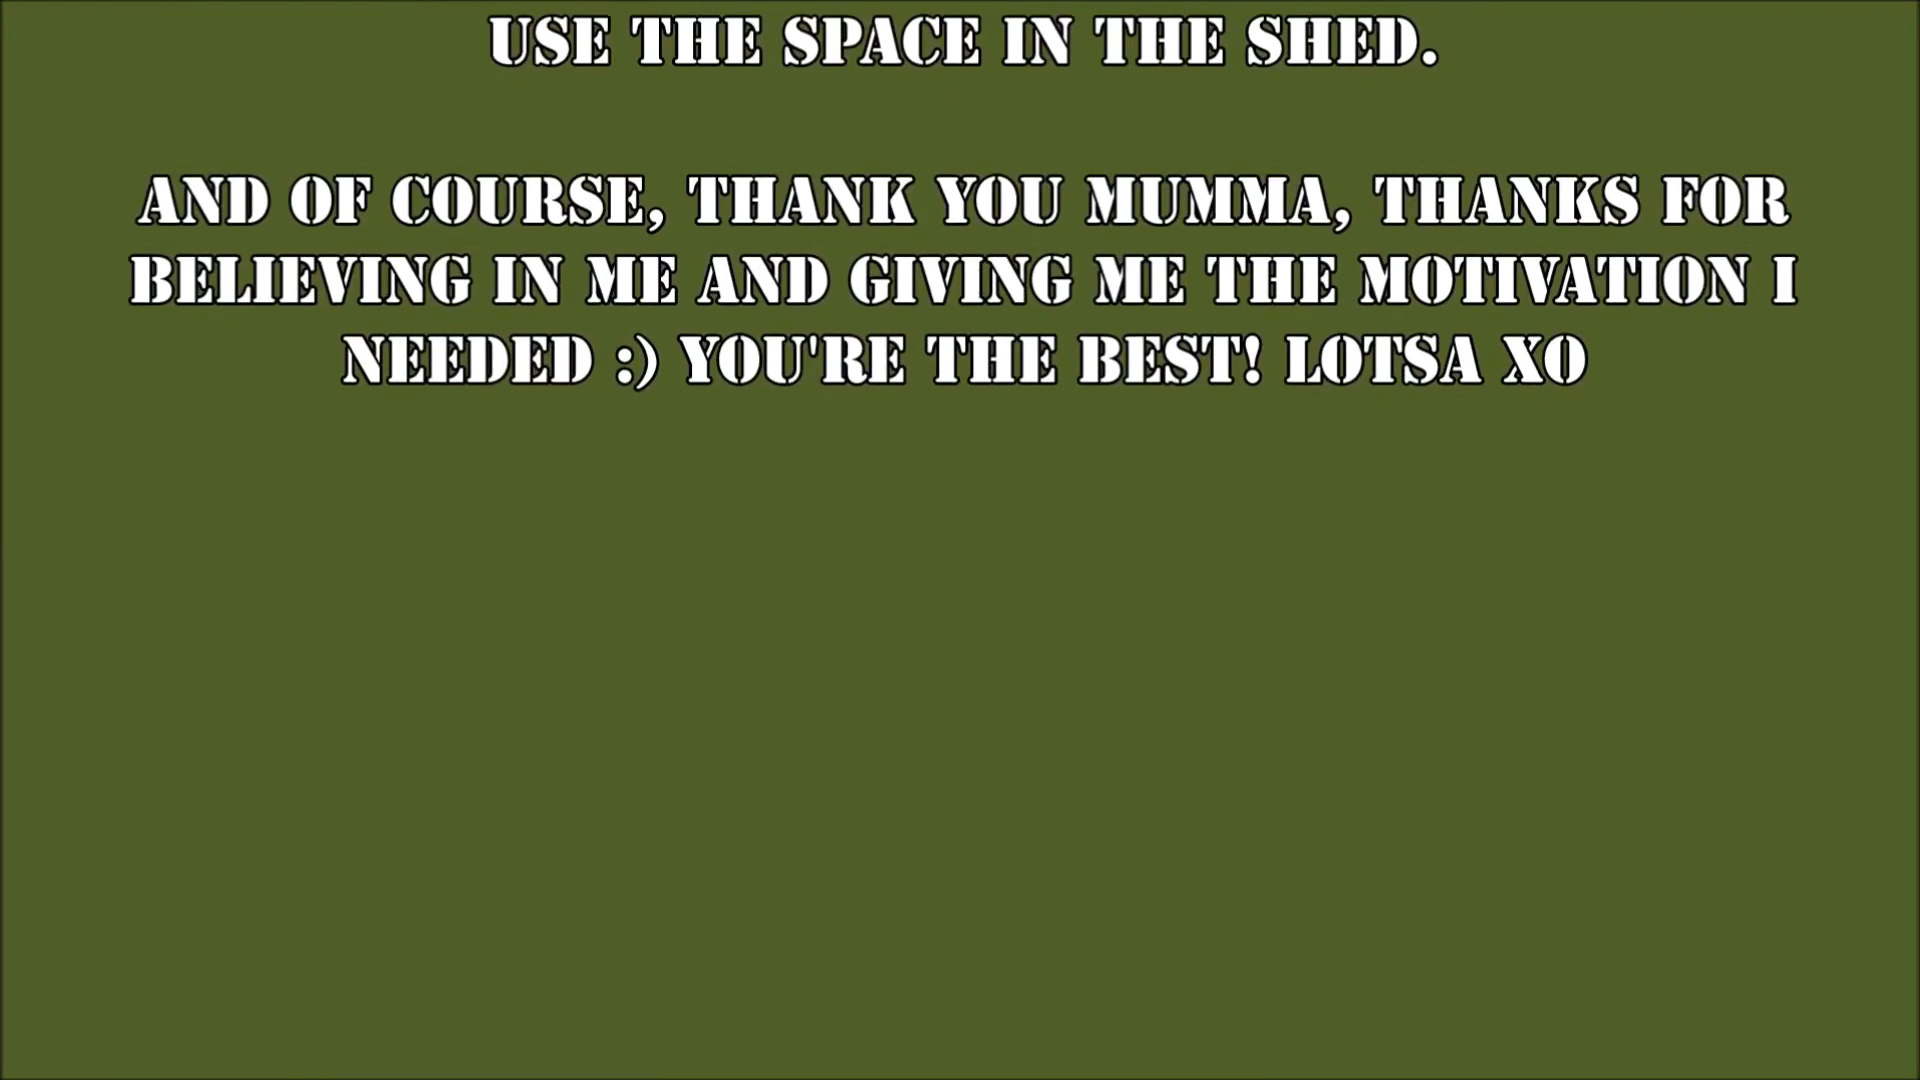 USE THE SPACE IN THE SHED.
AND OF COURSE, THANK YOU MUMMA, THANKS FOR
BELIEVING IN ME AND GIVING ME THE MOTIVATION I
NEEDED :) YOU'RE THE BEST! LOTSA XO